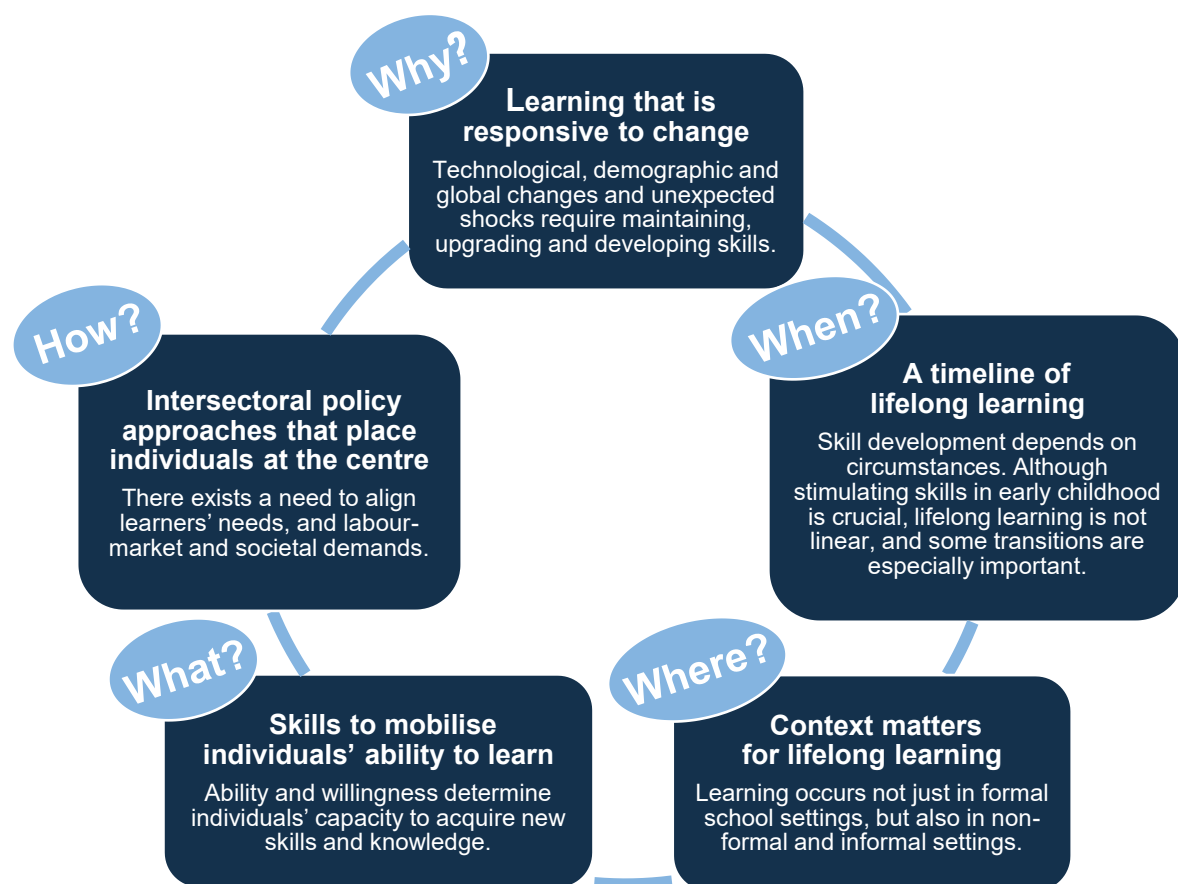 Why?
Learning that is
responsive to change
Technological, demographic and
global changes and unexpected
shocks require maintaining,
upgrading and developing skills.
When?
A timeline of
lifelong learning
Skill development depends on
circumstances. Although
stimulating skills in early childhood
is crucial, lifelong learning is not
linear, and some transitions are
especially important.
Where?
Context matters
for lifelong learning
Learning occurs not just in formal
school settings, but also in non-
formal and informal settings.
What?
Skills to mobilise
individuals’ ability to learn
Ability and willingness determine
individuals’ capacity to acquire new
skills and knowledge.
How?
Intersectoral policy
approaches that place
individuals at the centre
There exists a need to align
learners’ needs, and labour-
market and societal demands.